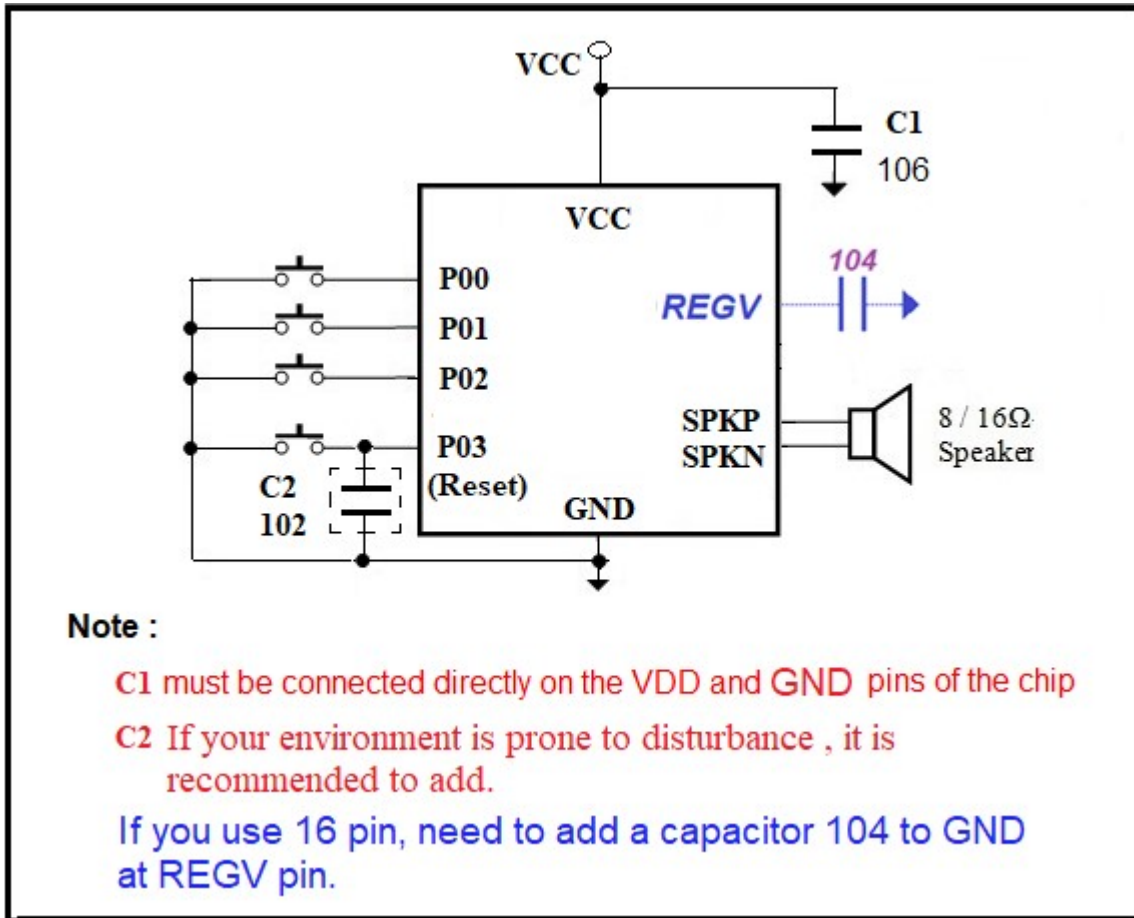 VCC
C1
106
VCC
104
P00
REGV
P01
P02
SPKP
8 / 16Ω
P03
SPKN
Speaker
C2
(Reset)
102
GND
Note :
C1 must be connected directly on the VDD and GND pins of the chip
C2 If your environment is prone to disturbance , it is
recommended to add.
If you use 16 pin, need to add a capacitor 104 to GND
at REGV pin.